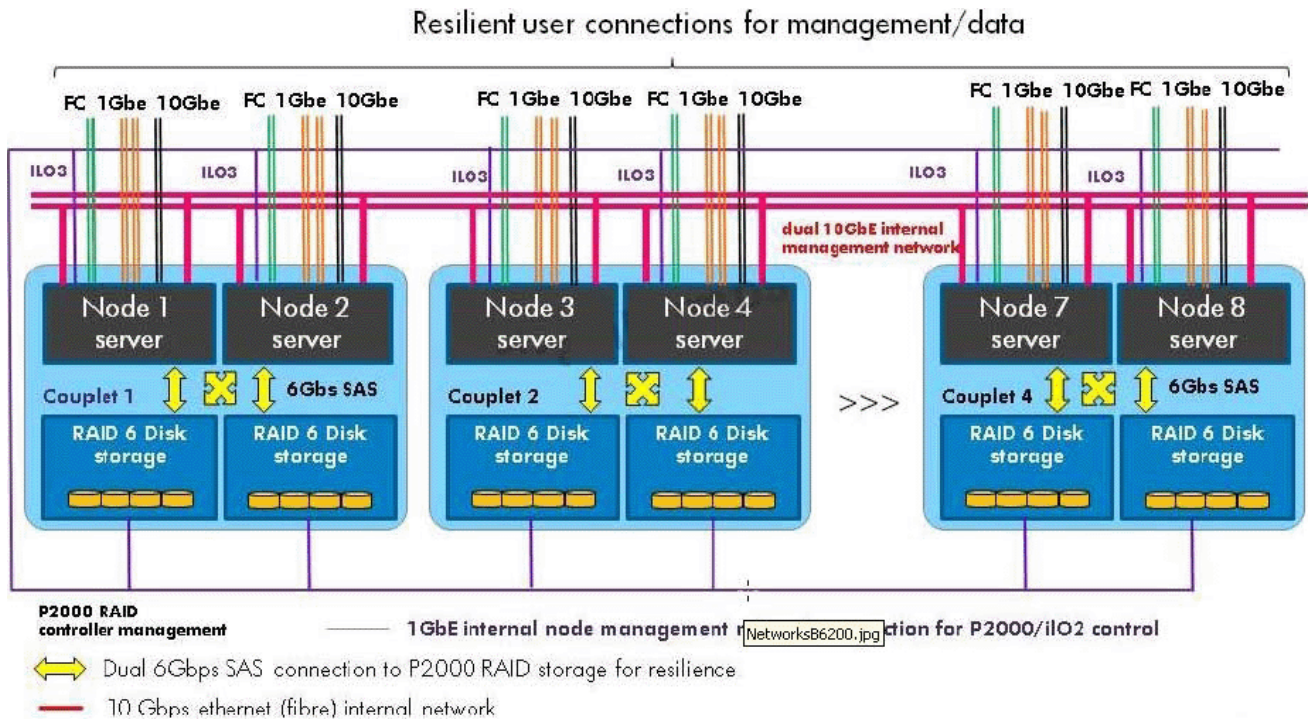 Resilient user connections for management/data
FC 1Gbe 10Gbe
FC 1Gbe 10Gbe
FC 1Gbe 10Gbe
FC 1Gbe 10Gbe
FC 1Gbe 10Gbe
FC 1Gbe 10Gbe
ILO3
ILO3
ILO3
ILO3
ILO3
ILO3
dual 10GbE internal
management network
Node 1
server
Node 2
server
Node 3
server
Node 4
server
Node 7
server
Node 8
server
Couplet 1
6Gbs SAS
Couplet 2
>>>
Couplet 4
6Gbs SAS
RAID 6 Disk
storage
RAID 6 Disk
storage
RAID 6 Disk
storage
RAID 6 Disk
storage
RAID 6 Disk
storage
RAID 6 Disk
storage
P2000 RAID
controller management
1GbE internal node management
NetworksB6200.jpg
for P2000/ilO2 control
Dual 6Gbps SAS connection to P2000 RAID storage for resilience
10 Gbps ethernet (fibre) internal network